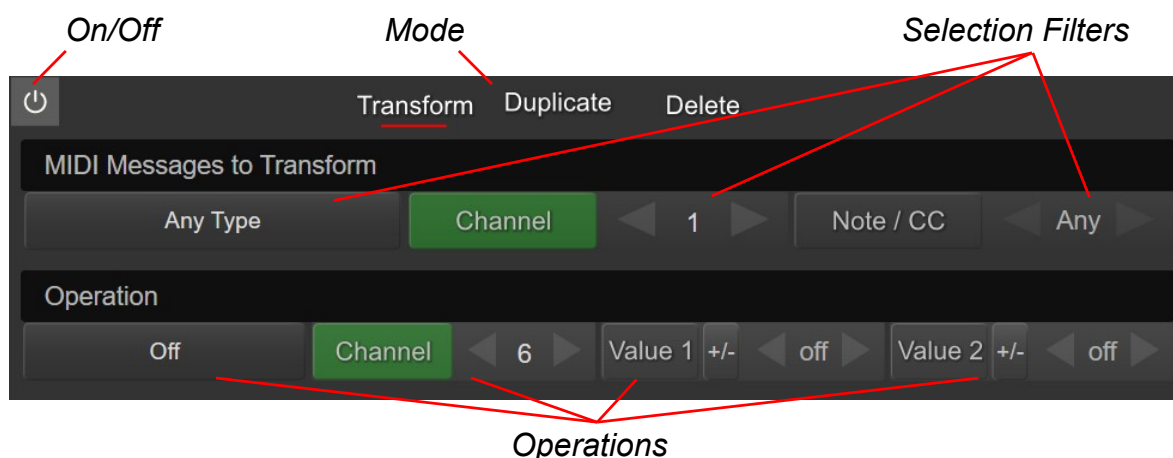 On/Off Mode Selection Filters
Transform Duplicate Delete
MIDI Messages to Transform
Any Type Channel 1 Note / CC Any
Operation
Off Channel 6 Value 1 +/- off Value 2 +/- off
Operations